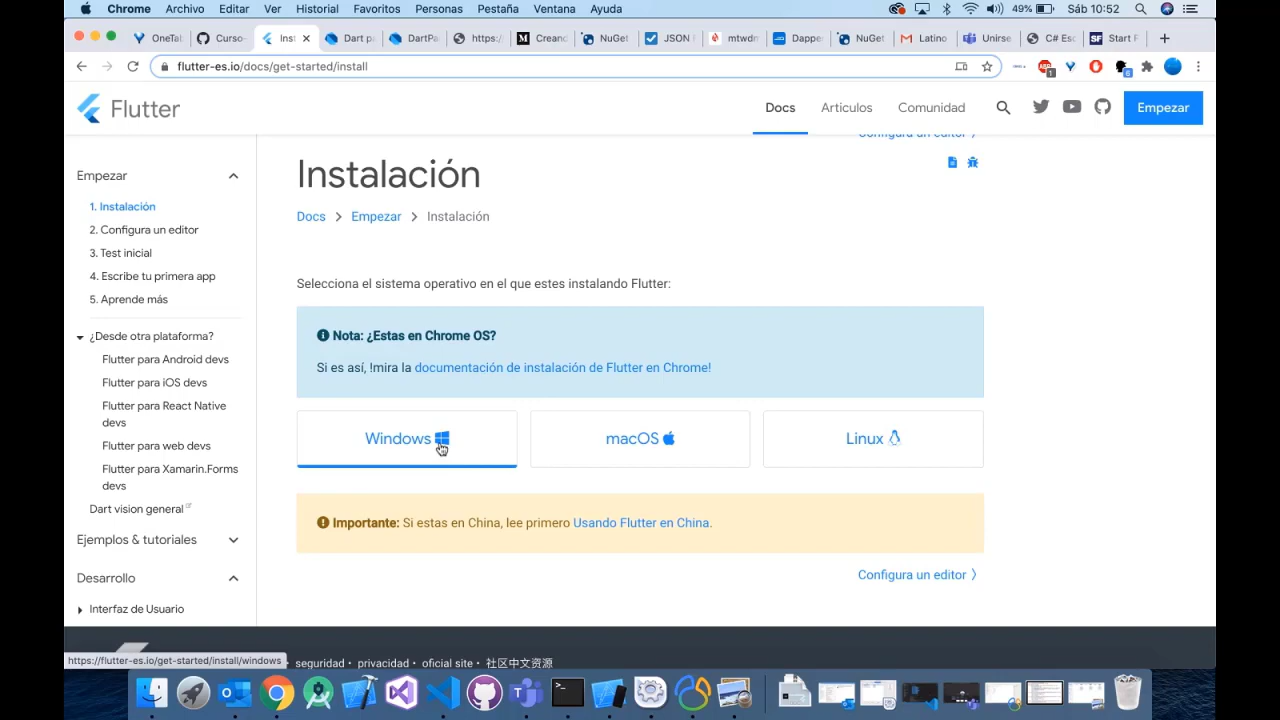 Chrome Archivo Editar Ver Historial Favoritos Personas Pestaña Ventana Ayuda 49% Sáb 10:52
OneTa Curso- Inst Dart p DartPa https:/ Creand NuGet JSON mtwdm Dappe NuGet Latino Unirse C# Esc Start F
flutter-es.io/docs/get-started/install
Flutter
Docs Articulos Comunidad Empezar
Configura un editor
Empezar
1. Instalación
2. Configura un editor
3. Test inicial
4. Escribe tu primera app
5. Aprende más
¿Desde otra plataforma?
Flutter para Android devs
Flutter para iOS devs
Flutter para React Native
devs
Flutter para web devs
Flutter para Xamarin.Forms
devs
Dart vision general
Ejemplos & tutoriales
Desarrollo
Interfaz de Usuario
Instalación
Docs > Empezar > Instalación
Selecciona el sistema operativo en el que estes instalando Flutter:
Nota: ¿Estas en Chrome OS?
Si es así, !mira la documentación de instalación de Flutter en Chrome!
Windows
macOS
Linux
Importante: Si estas en China, lee primero Usando Flutter en China.
Configura un editor 〉
https://flutter-es.io/get-started/install/windows
• seguridad • privacidad • oficial site • 社区中文资源